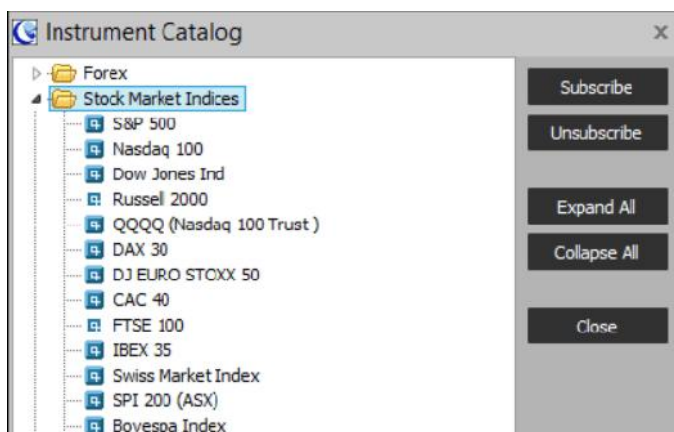 Instrument Catalog
Forex
Stock Market Indices
S&P 500
Nasdaq 100
Dow Jones Ind
Russell 2000
QQQQ (Nasdaq 100 Trust )
DAX 30
DJ EURO STOXX 50
CAC 40
FTSE 100
IBEX 35
Swiss Market Index
SPI 200 (ASX)
Bovespa Index
Subscribe
Unsubscribe
Expand All
Collapse All
Close